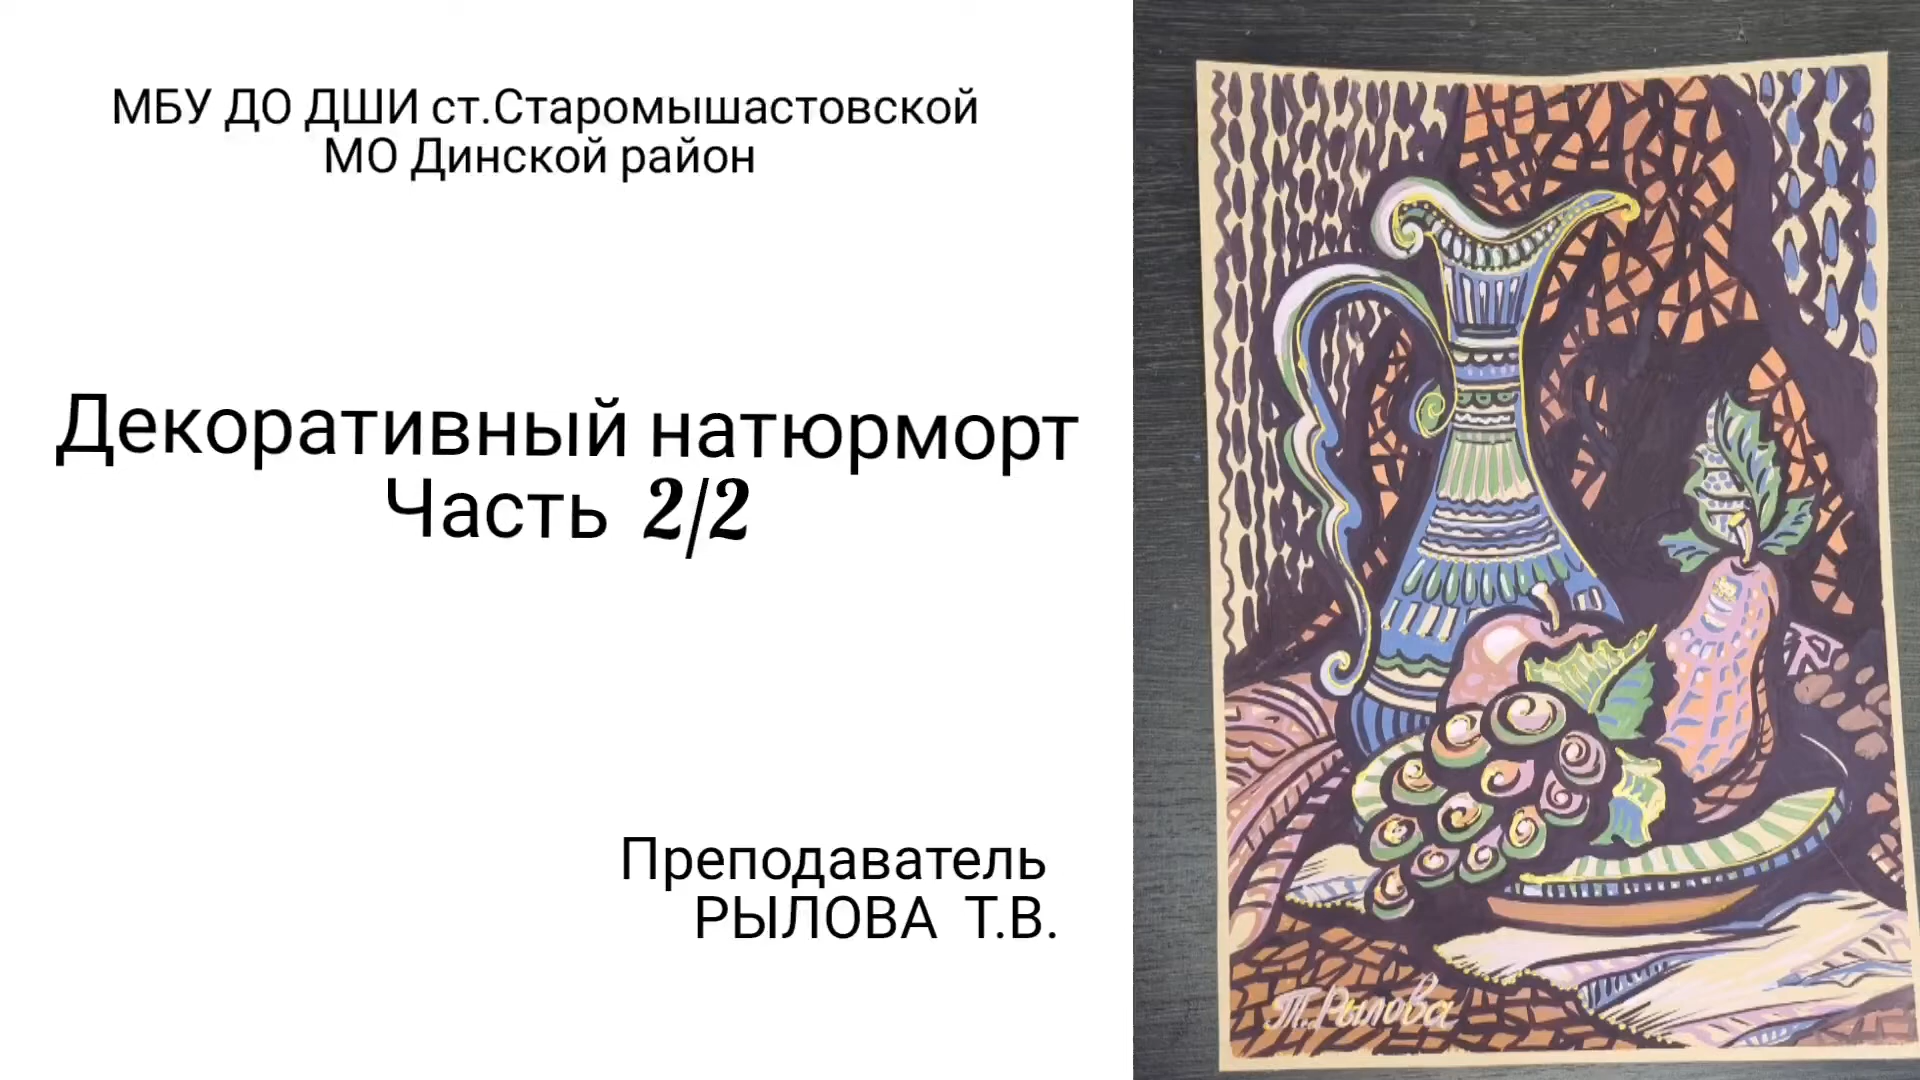 МБУ ДО ДШИ ст.Старомышастовской
МО Динской район
Декоративный натюрморт
Часть 2/2
Преподаватель
РЫЛОВА Т.В.
Т.Рылова